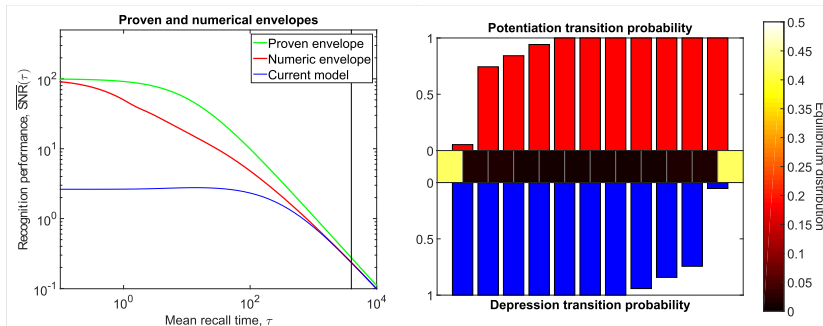 Proven and numerical envelopes
Proven envelope
Numeric envelope
Current model
10^2
10^1
10^0
10^-1
10^0
10^2
10^4
Recognition performance, SNR(τ)
Mean recall time, τ
Potentiation transition probability
1
0.5
0
0
0.5
1
Depression transition probability
0.5
0.45
0.4
0.35
0.3
0.25
0.2
0.15
0.1
0.05
0
Equilibrium distribution